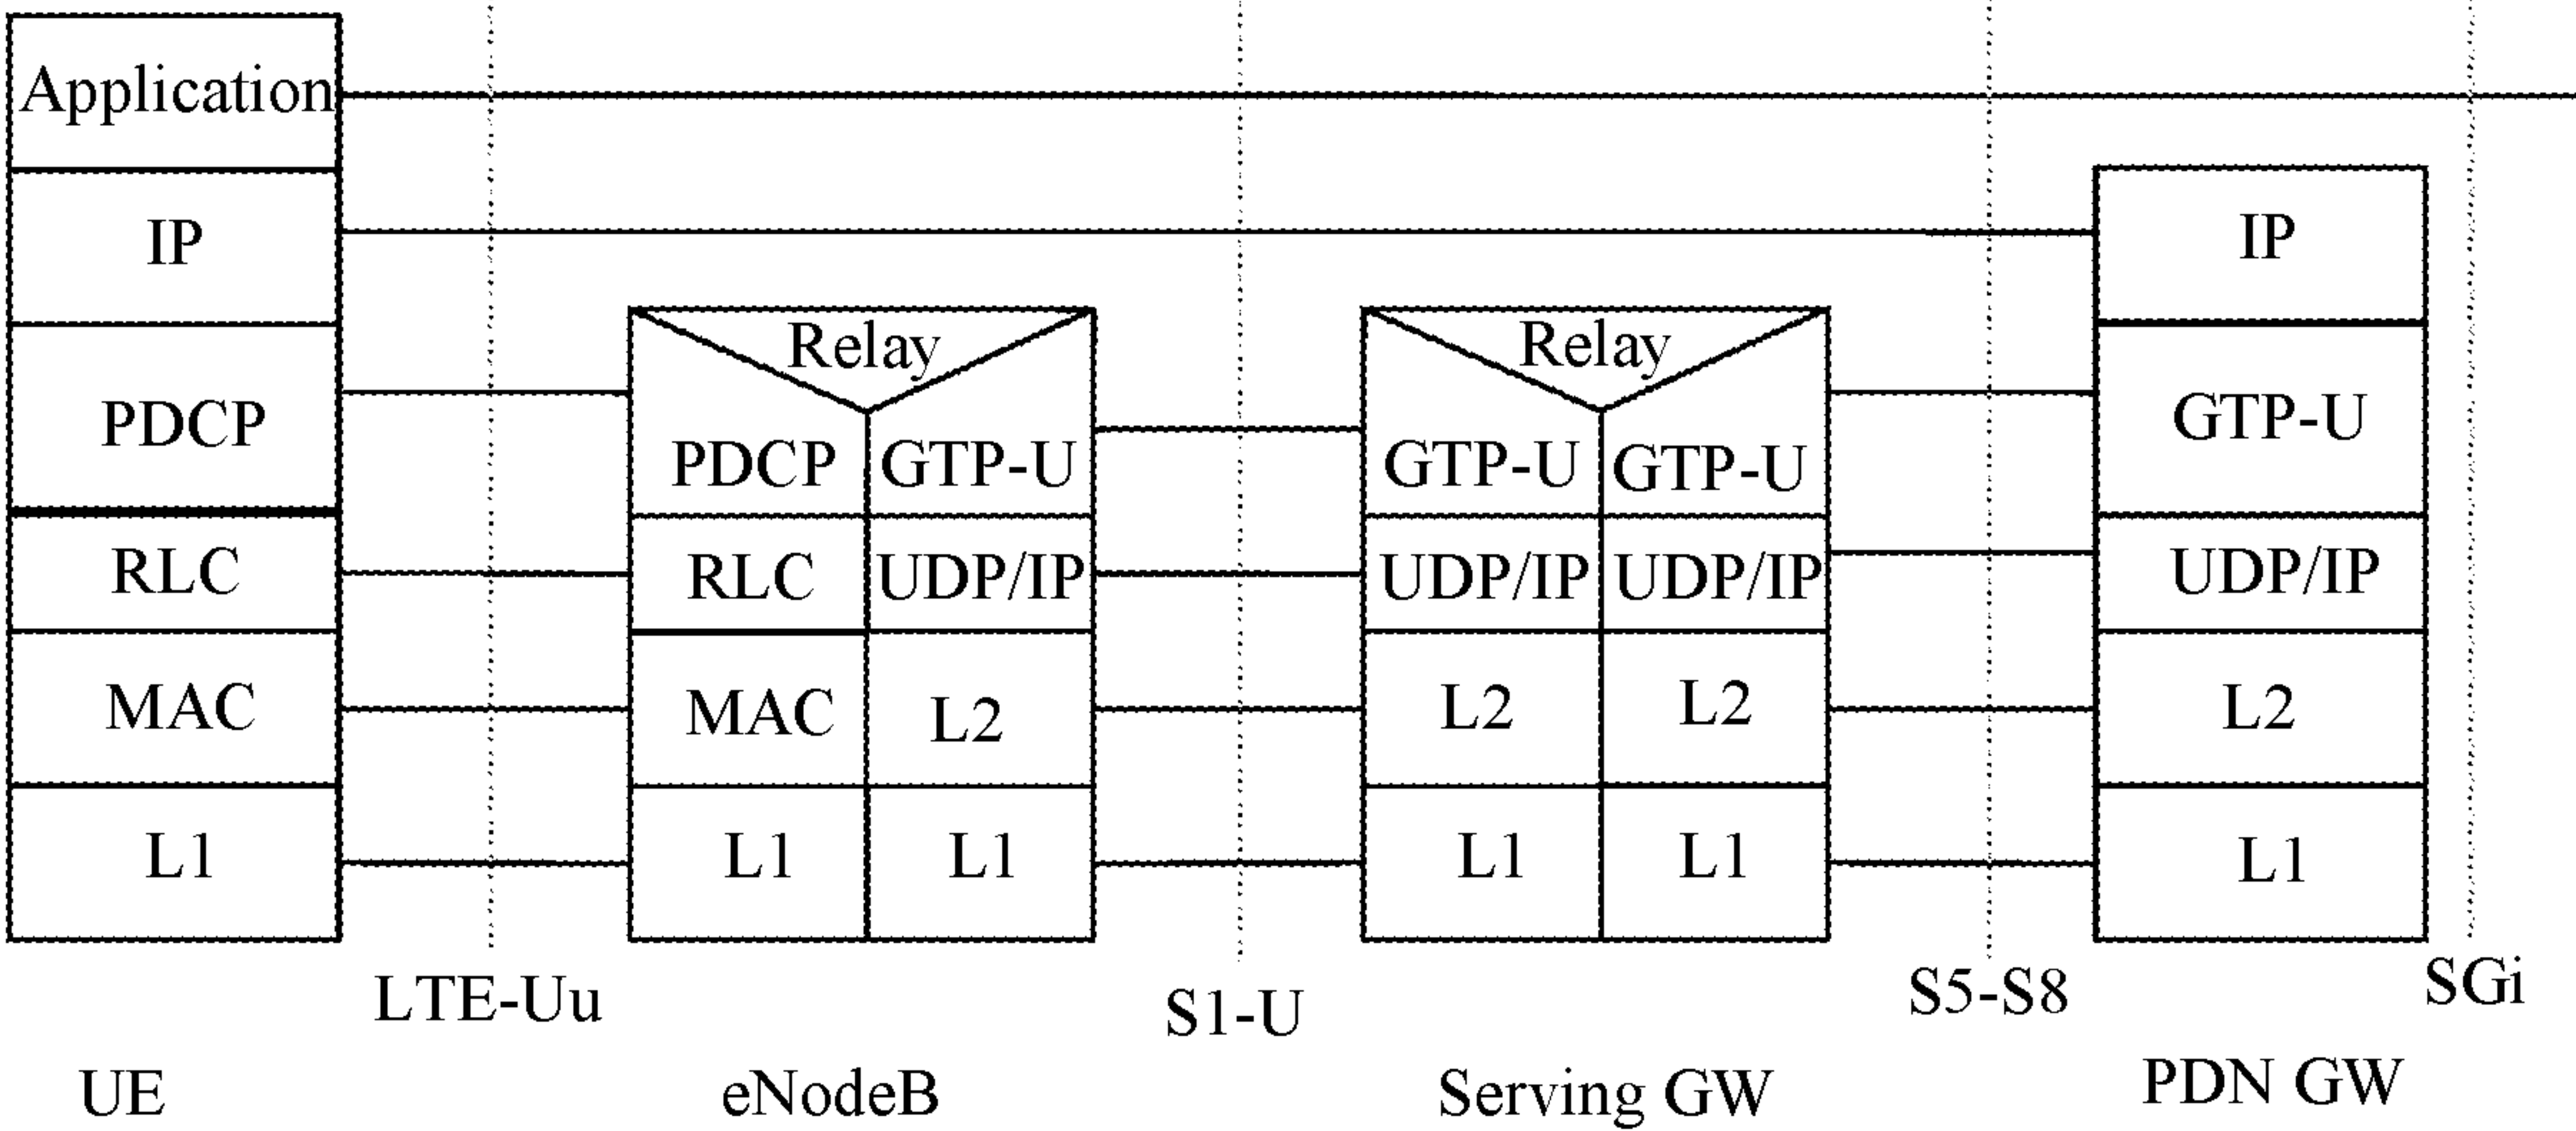 Application
IP
IP
Relay
Relay
PDCP
PDCP
GTP-U
GTP-U
GTP-U
GTP-U
RLC
RLC
UDP/IP
UDP/IP
UDP/IP
UDP/IP
MAC
MAC
L2
L2
L2
L2
L1
L1
L1
L1
L1
L1
LTE-Uu
S1-U
S5-S8
SGi
UE
eNodeB
Serving GW
PDN GW